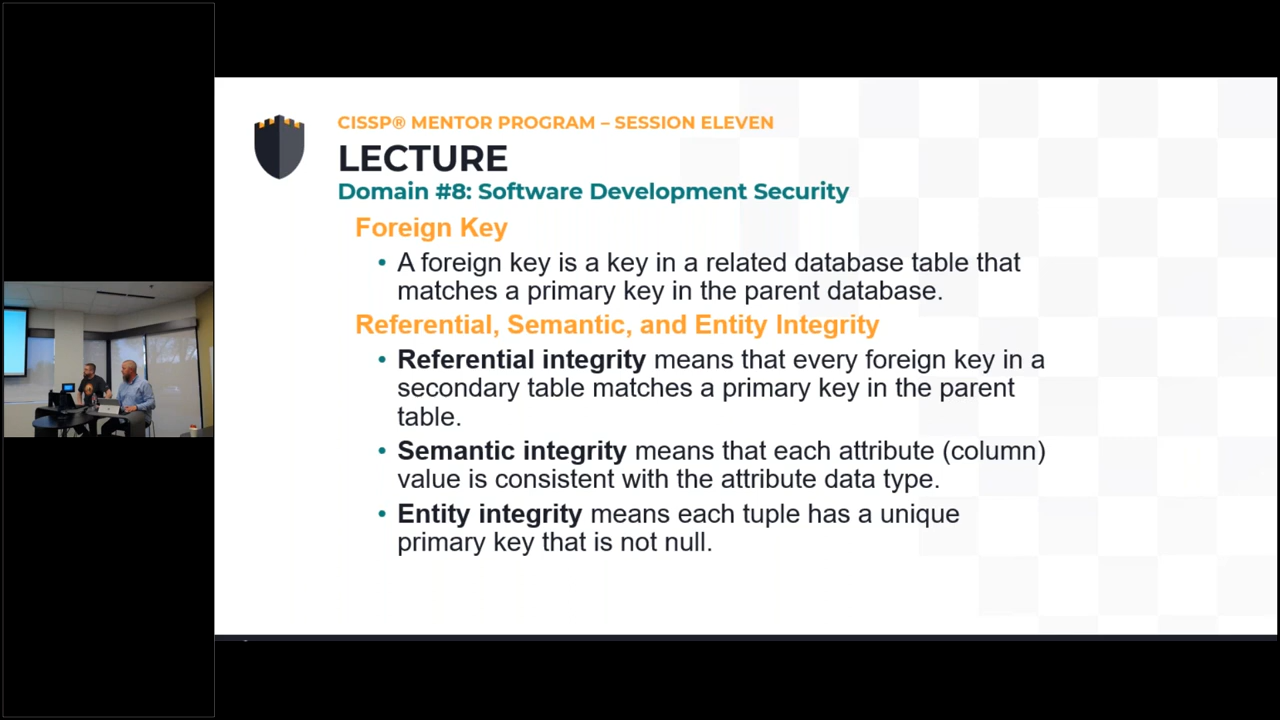 CISSP® MENTOR PROGRAM – SESSION ELEVEN
LECTURE
Domain #8: Software Development Security
Foreign Key
• A foreign key is a key in a related database table that
matches a primary key in the parent database.
Referential, Semantic, and Entity Integrity
• Referential integrity means that every foreign key in a
secondary table matches a primary key in the parent
table.
• Semantic integrity means that each attribute (column)
value is consistent with the attribute data type.
• Entity integrity means each tuple has a unique
primary key that is not null.